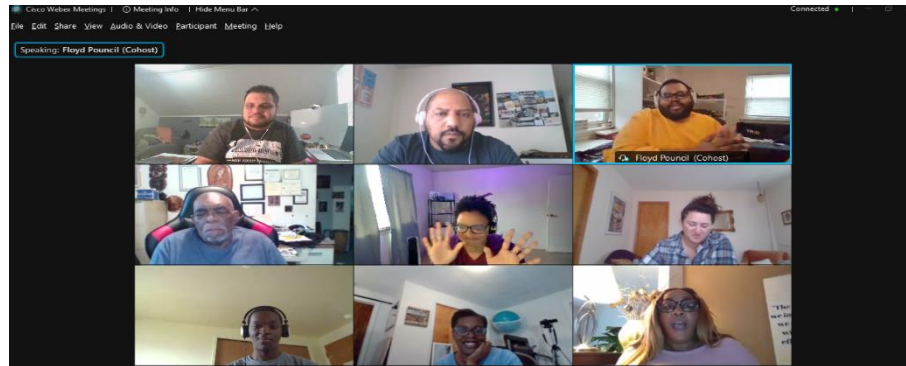 Cisco Webex Meetings | Meeting Info | Hide Menu Bar Connected
File Edit Share View Audio & Video Participant Meeting Help
Speaking: Floyd Pouncil (Cohost)
Floyd Pouncil (Cohost)
"The